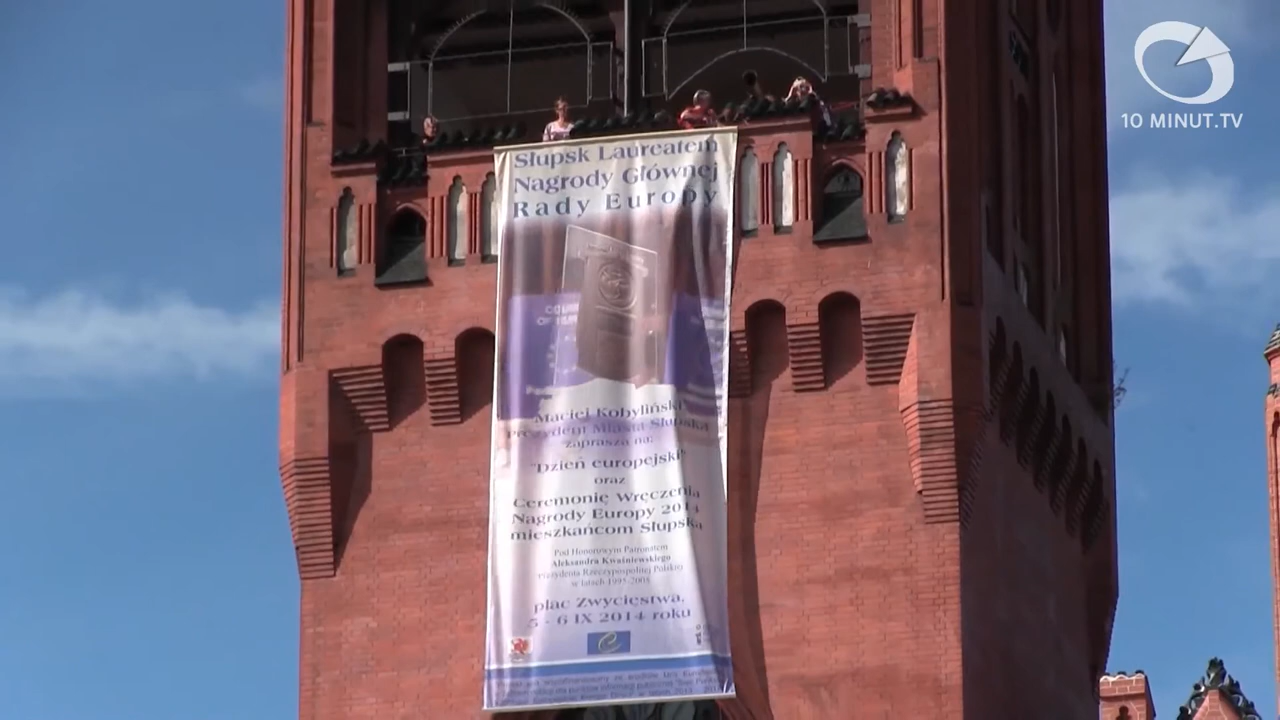 10 MINUT.TV
Słupsk Laureatem
Nagrody Głównej
Rady Europy
Maciej Kobyliński
Prezydent Miasta Słupska
zaprasza na:
"Dzień europejski"
oraz
Ceremonię Wręczenia
Nagrody Europy 2014
mieszkańcom Słupska
Pod Honorowym Patronatem
Aleksandra Kwaśniewskiego
Prezydenta Rzeczypospolitej Polskiej
w latach 1995-2005
plac Zwycięstwa,
5 - 6 IX 2014 roku